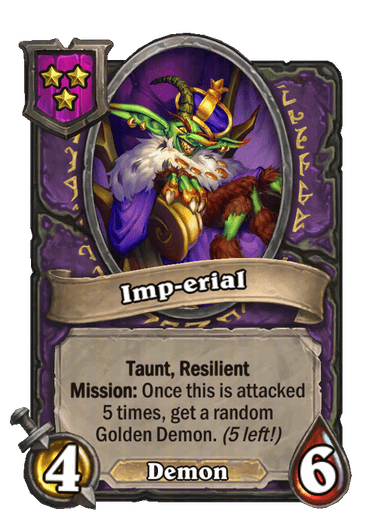 Imp-erial
Taunt, Resilient
Mission: Once this is attacked
5 times, get a random
Golden Demon. (5 left!)
4
Demon
6